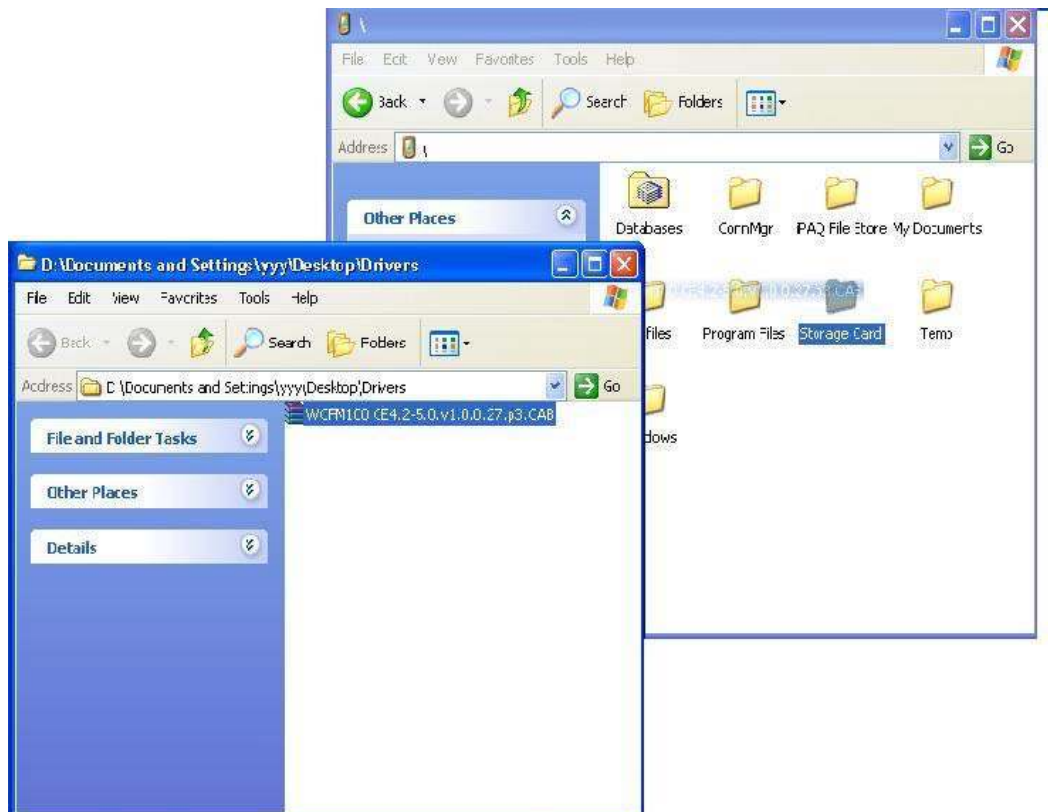 \
File Edit View Favorites Tools Help
Back Search Folders
Address \ Go
Other Places
Databases ConnMgr iPAQ File Store My Documents
files Program Files Storage Card Temp
dows
D:\Documents and Settings\yyy\Desktop\Drivers
File Edit View Favorites Tools Help
Back Search Folders
Address D:\Documents and Settings\yyy\Desktop\Drivers Go
WCFM100 CE4.2-5.0.v1.0.0.27.p3.CAB
File and Folder Tasks
Other Places
Details